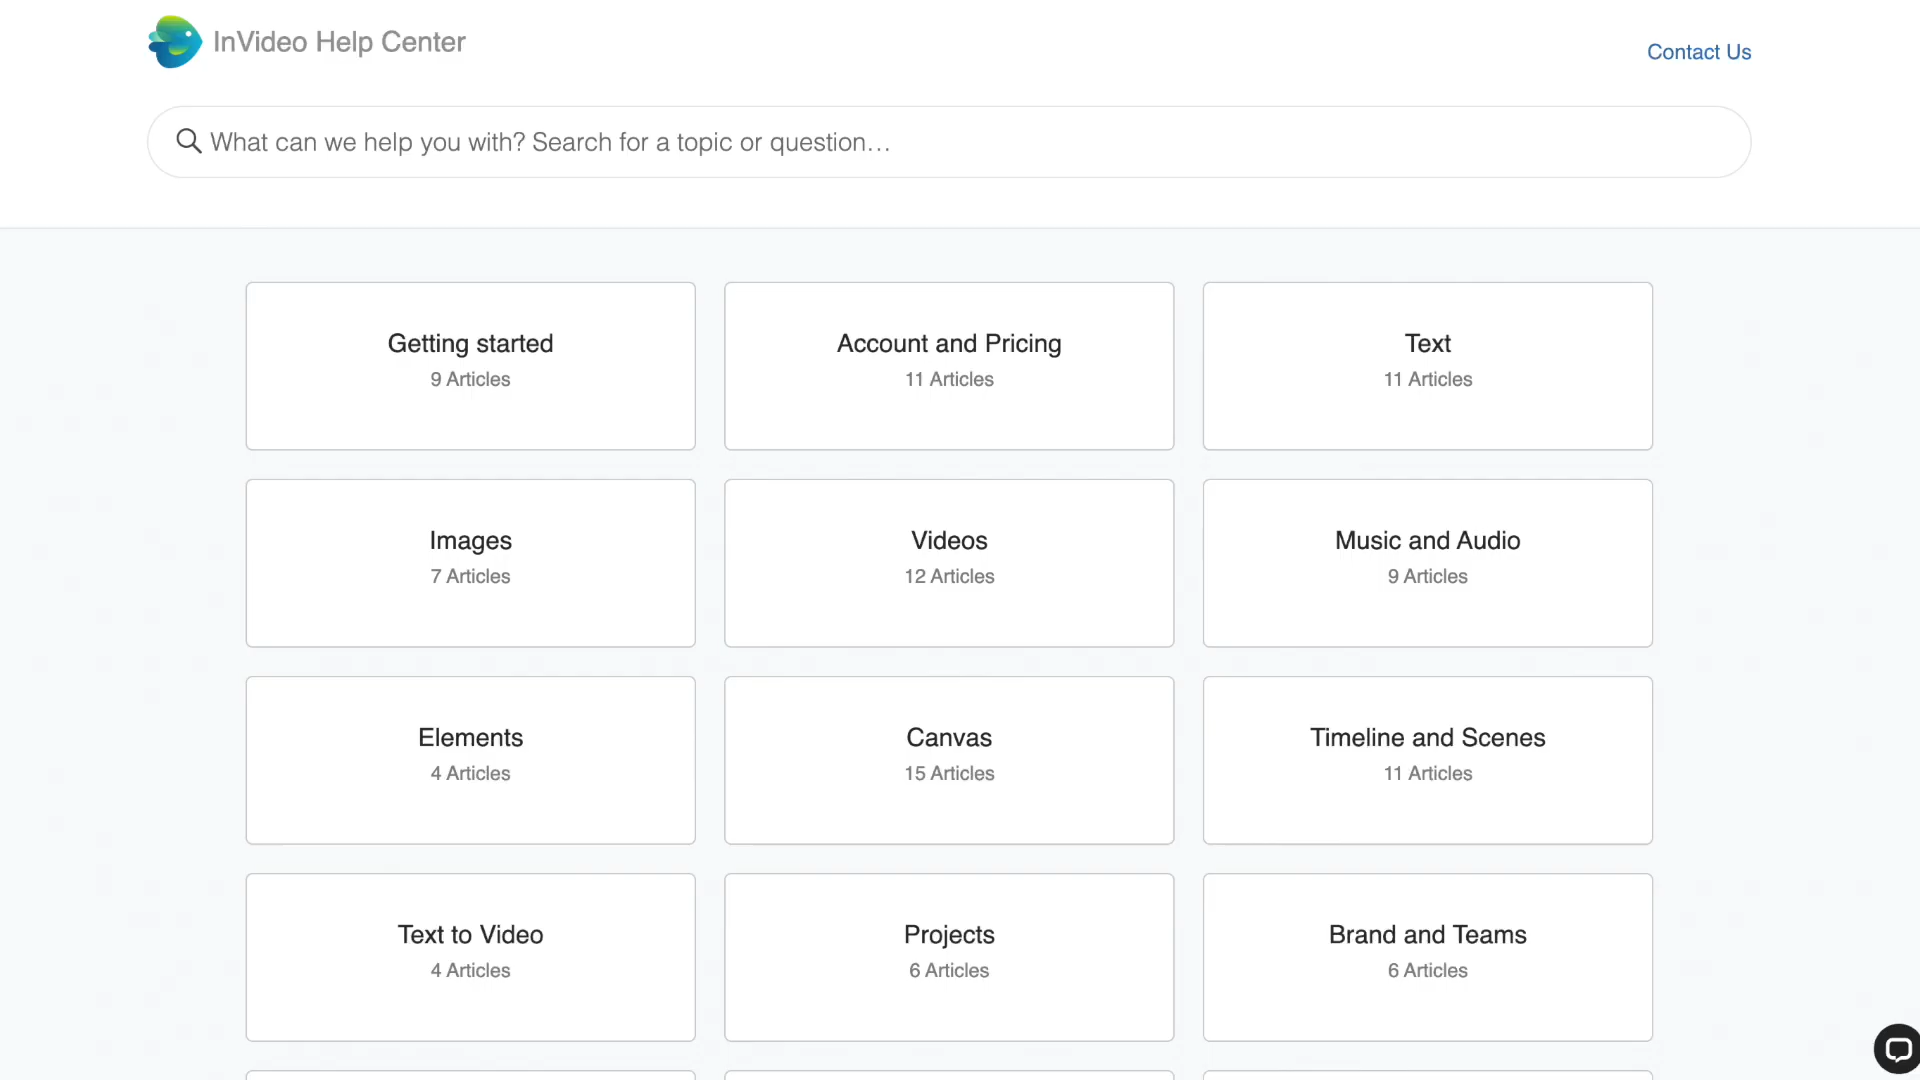 InVideo Help Center
Contact Us
What can we help you with? Search for a topic or question…
Getting started
9 Articles
Account and Pricing
11 Articles
Text
11 Articles
Images
7 Articles
Videos
12 Articles
Music and Audio
9 Articles
Elements
4 Articles
Canvas
15 Articles
Timeline and Scenes
11 Articles
Text to Video
4 Articles
Projects
6 Articles
Brand and Teams
6 Articles